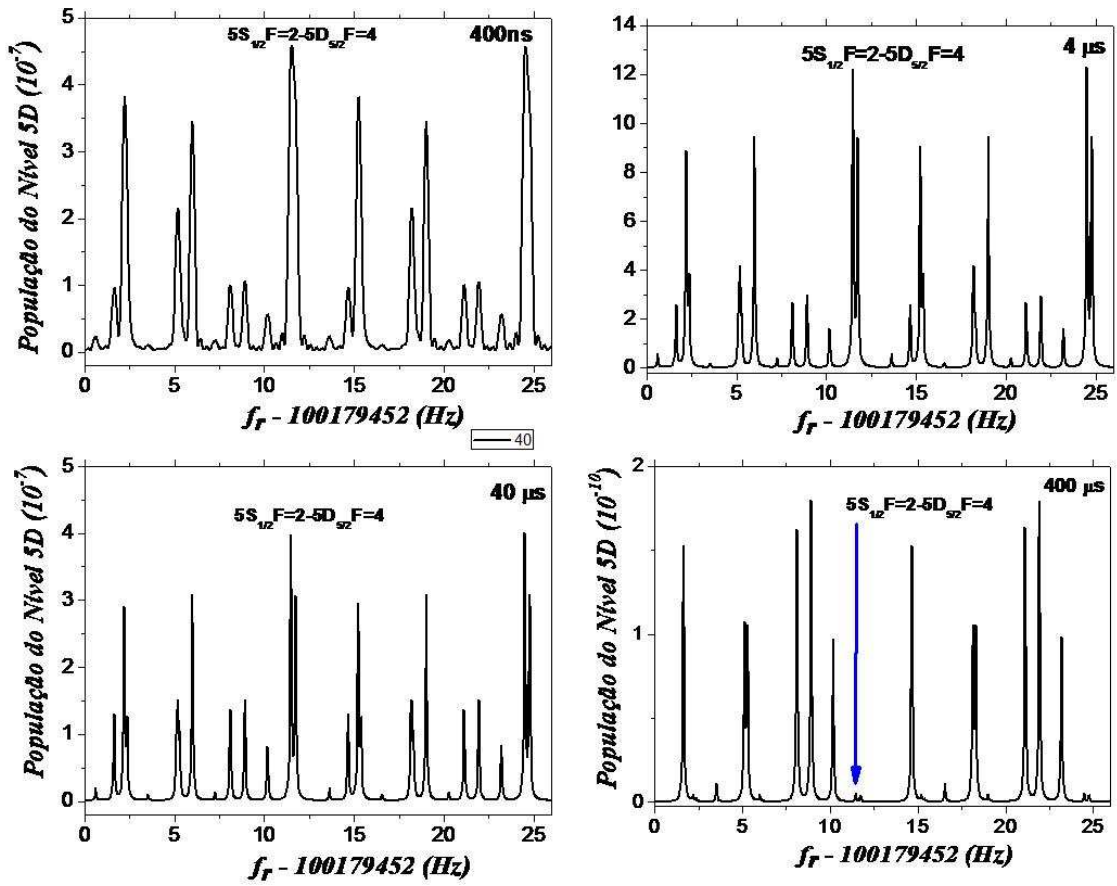 População do Nível 5D (10⁻⁷)
5
4
3
2
1
0
5S₁/₂F=2-5D₅/₂F=4
400ns
0 5 10 15 20 25
fᵣ - 100179452 (Hz)
População do Nível 5D (10⁻⁷)
14
12
10
8
6
4
2
0
5S₁/₂F=2-5D₅/₂F=4
4 µs
0 5 10 15 20 25
fᵣ - 100179452 (Hz)
40
População do Nível 5D (10⁻⁷)
5
4
3
2
1
0
5S₁/₂F=2-5D₅/₂F=4
40 µs
0 5 10 15 20 25
fᵣ - 100179452 (Hz)
População do Nível 5D (10⁻¹⁰)
2
1
0
5S₁/₂F=2-5D₅/₂F=4
400 µs
0 5 10 15 20 25
fᵣ - 100179452 (Hz)